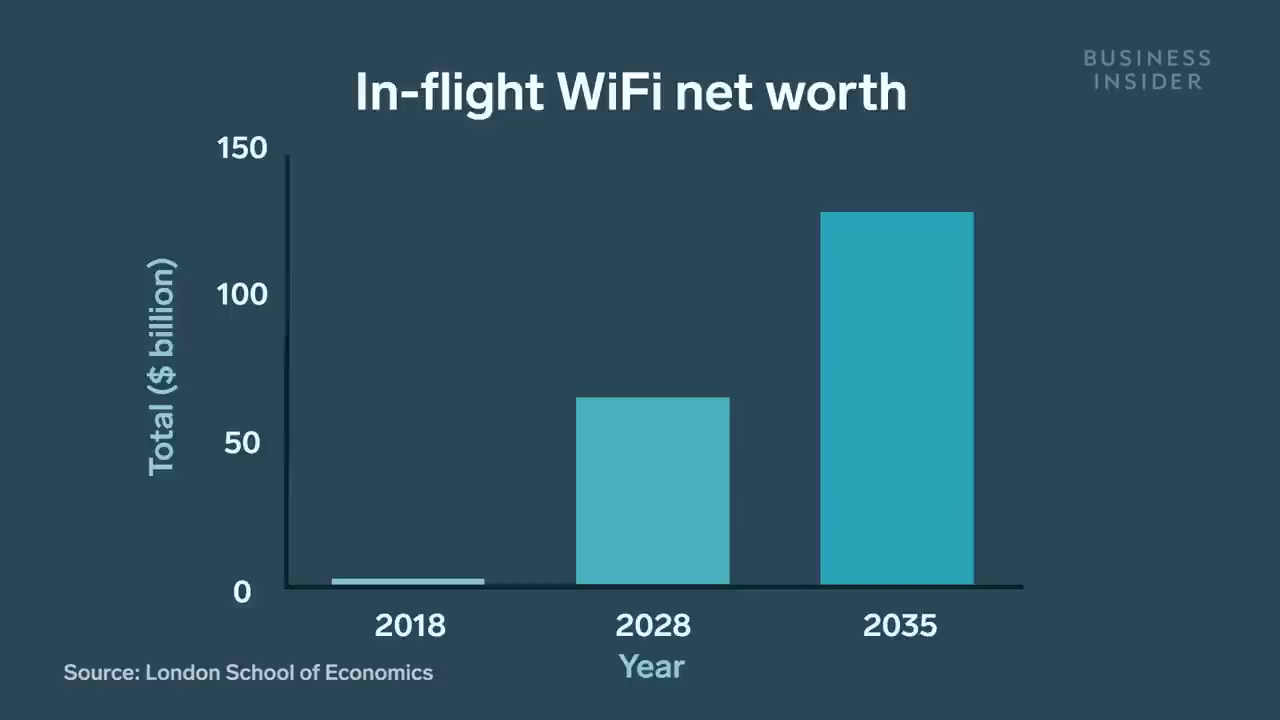 BUSINESS
INSIDER
In-flight WiFi net worth
150
100
50
0
Total ($ billion)
2018 2028 2035
Year
Source: London School of Economics